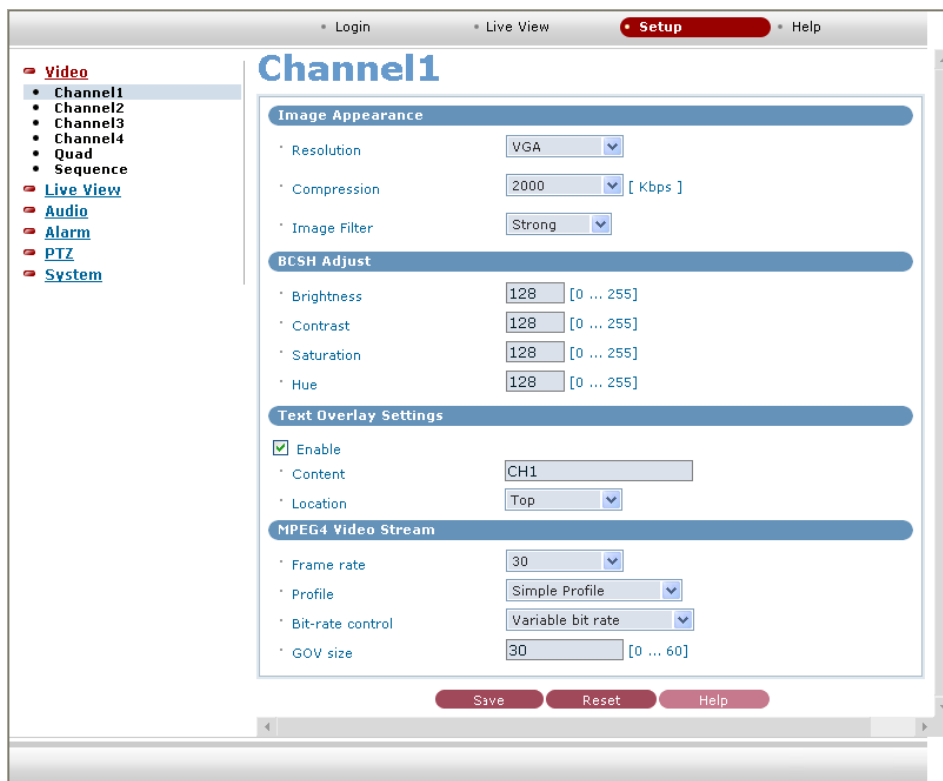 Login
Live View
Setup
Help
Video
Channel1
Channel2
Channel3
Channel4
Quad
Sequence
Live View
Audio
Alarm
PTZ
System
Channel1
Image Appearance
Resolution VGA
Compression 2000 [ Kbps ]
Image Filter Strong
BCSH Adjust
Brightness 128 [0 ... 255]
Contrast 128 [0 ... 255]
Saturation 128 [0 ... 255]
Hue 128 [0 ... 255]
Text Overlay Settings
Enable
Content CH1
Location Top
MPEG4 Video Stream
Frame rate 30
Profile Simple Profile
Bit-rate control Variable bit rate
GOV size 30 [0 ... 60]
Save Reset Help